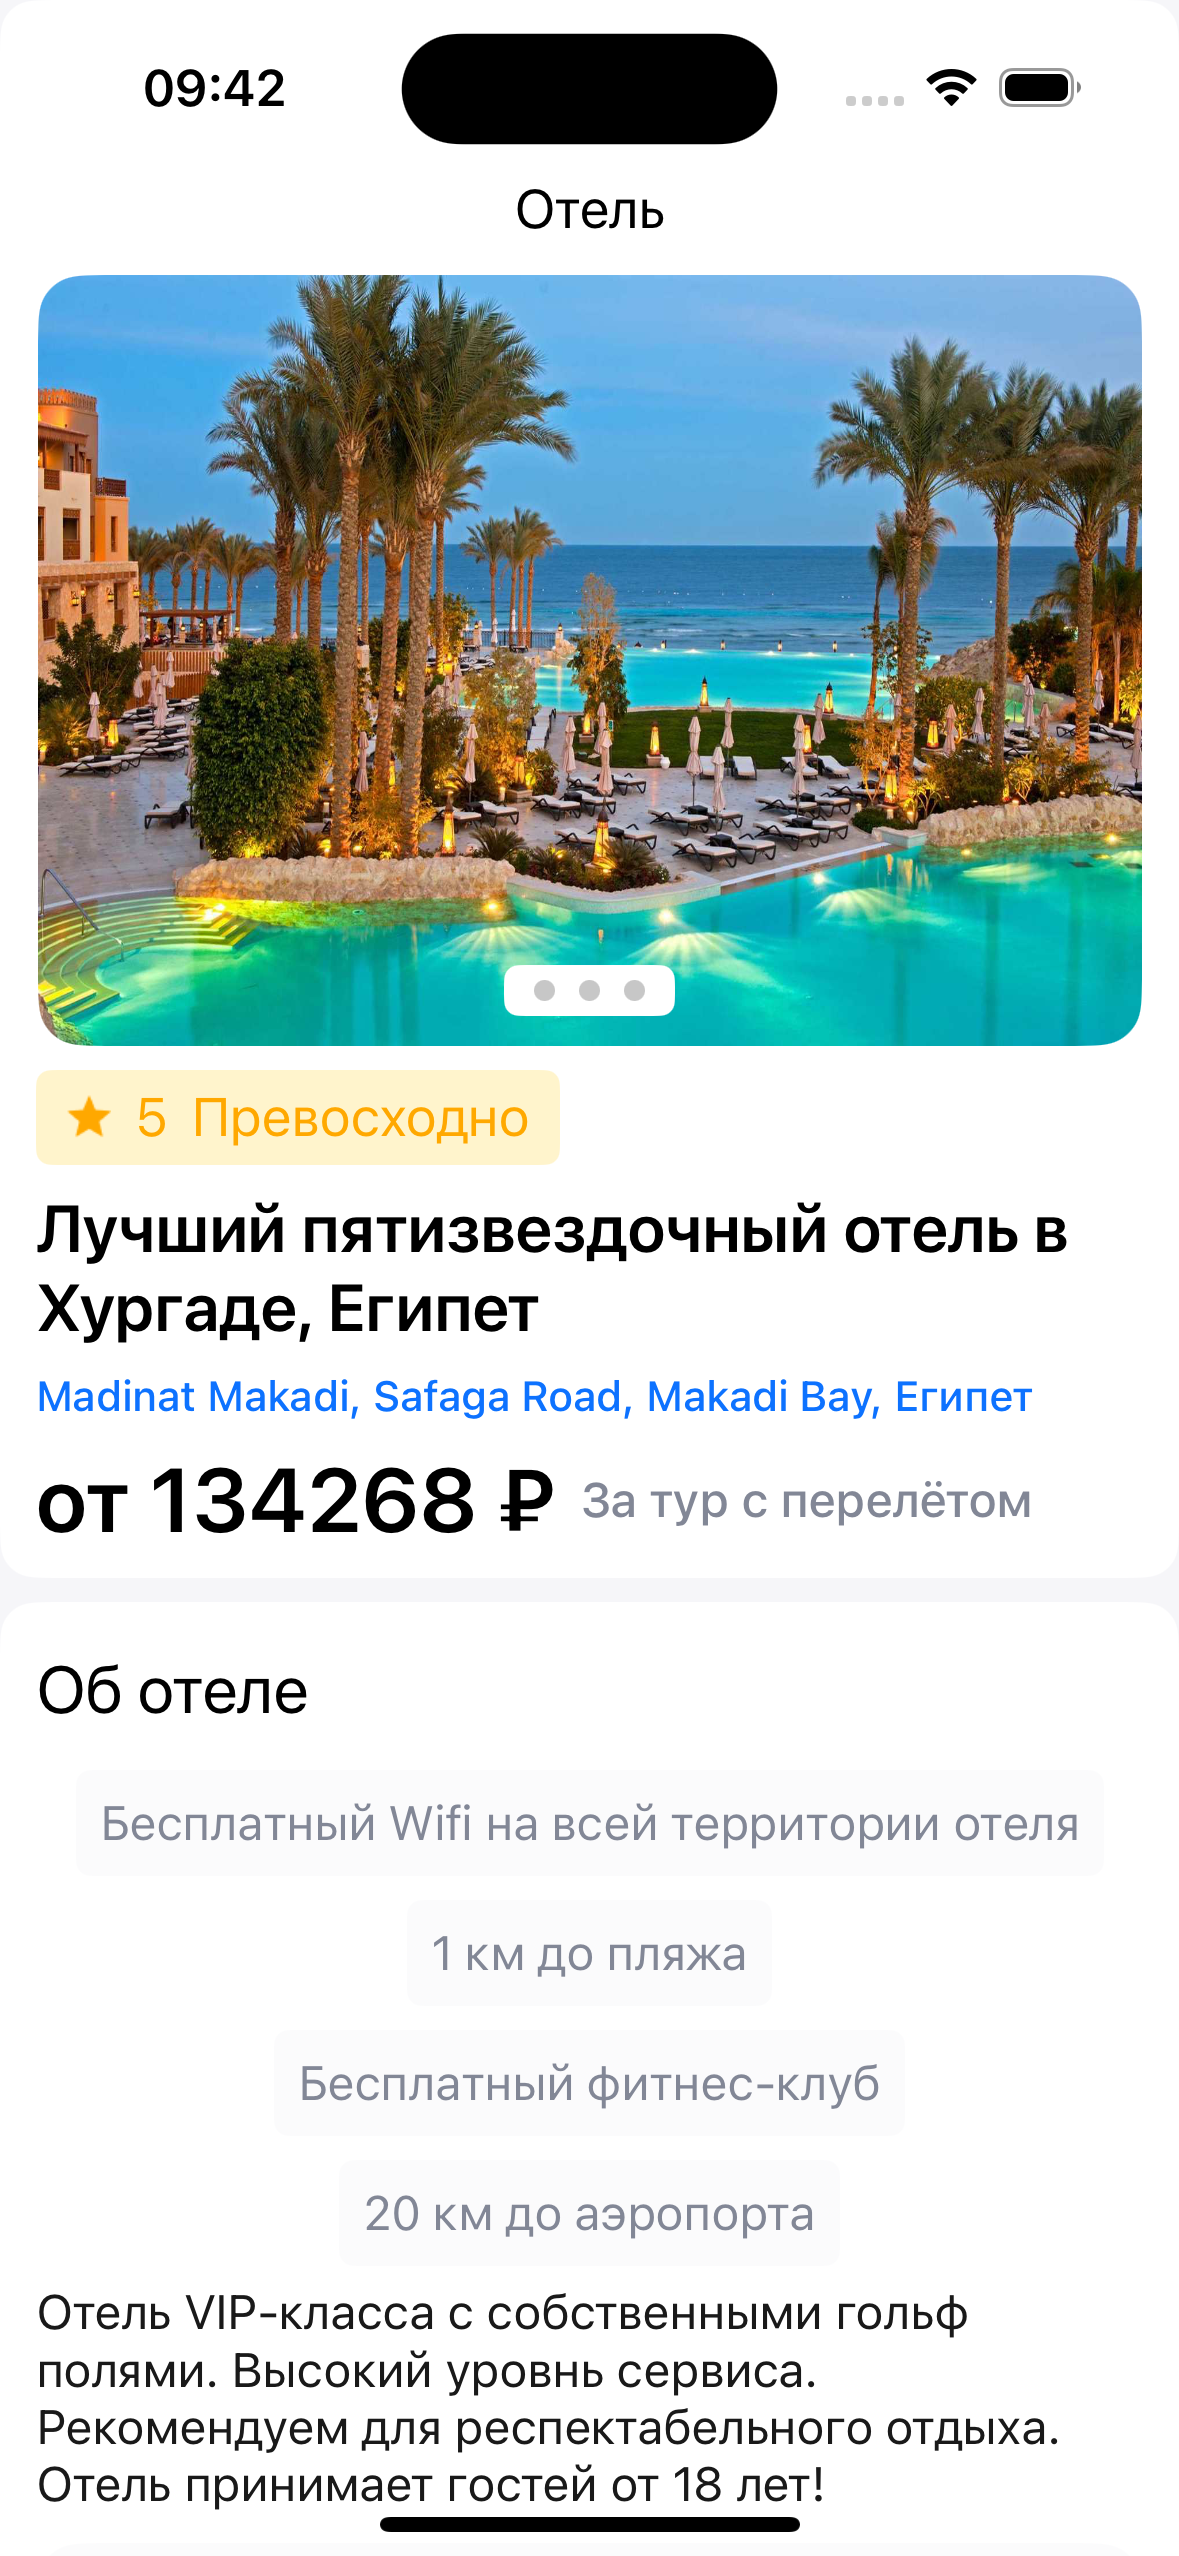 09:42
Отель
5 Превосходно
Лучший пятизвездочный отель в
Хургаде, Египет
Madinat Makadi, Safaga Road, Makadi Bay, Египет
от 134268 ₽ За тур с перелётом
Об отеле
Бесплатный Wifi на всей территории отеля
1 км до пляжа
Бесплатный фитнес-клуб
20 км до аэропорта
Отель VIP-класса с собственными гольф
полями. Высокий уровнь сервиса.
Рекомендуем для респектабельного отдыха.
Отель принимает гостей от 18 лет!